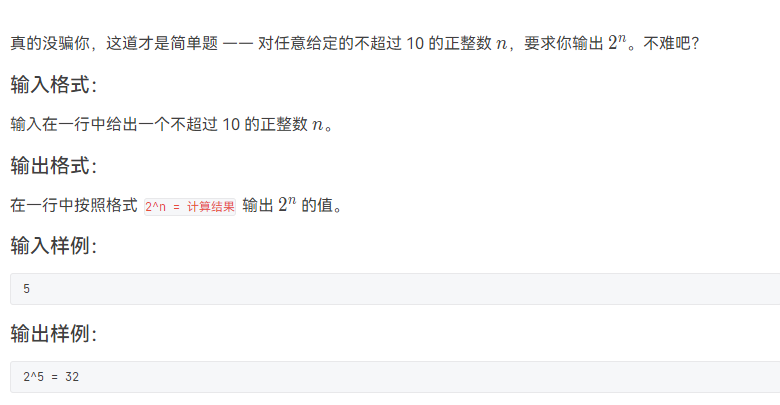 真的没骗你，这道才是简单题 —— 对任意给定的不超过 10 的正整数 n，要求你输出 2ⁿ。不难吧？
输入格式：
输入在一行中给出一个不超过 10 的正整数 n。
输出格式：
在一行中按照格式 2^n = 计算结果 输出 2ⁿ 的值。
输入样例：
5
输出样例：
2^5 = 32